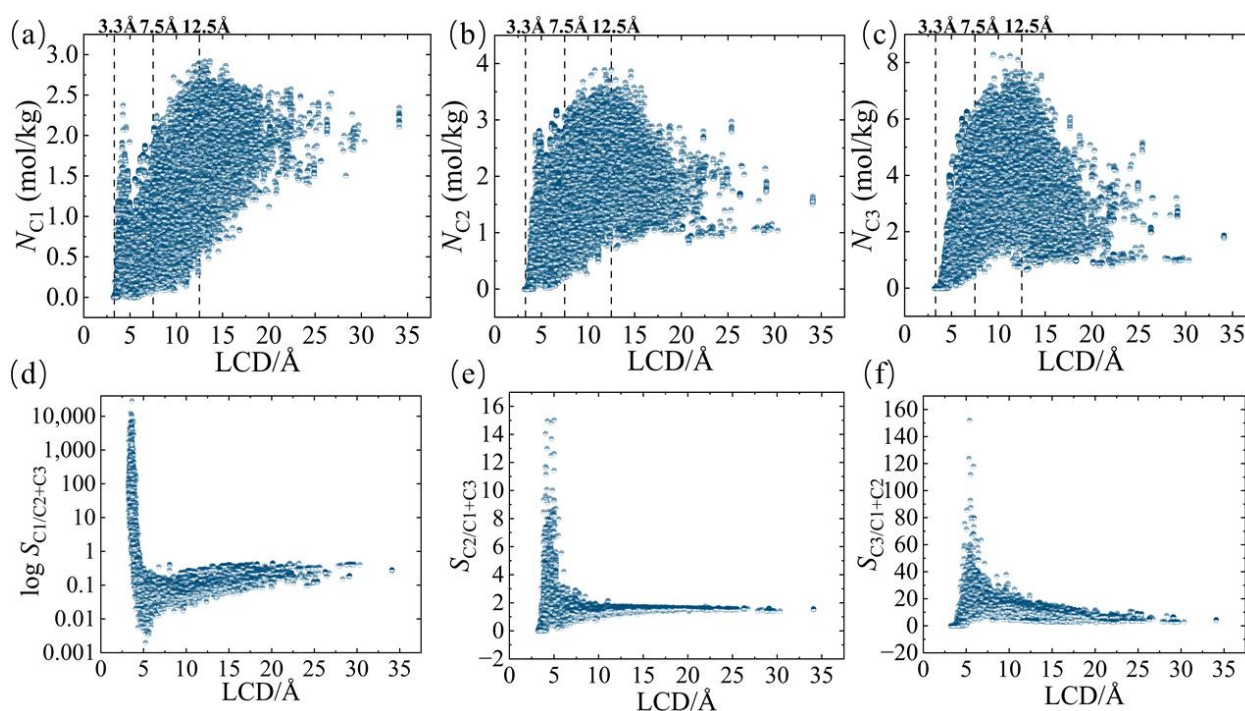 (a) 3.3Å 7.5Å 12.5Å
3.0
2.5
2.0
1.5
1.0
0.5
0.0
N_C1 (mol/kg)
0 5 10 15 20 25 30 35
LCD/Å
(b) 3.3Å 7.5Å 12.5Å
4
3
2
1
0
N_C2 (mol/kg)
0 5 10 15 20 25 30 35
LCD/Å
(c) 3.3Å 7.5Å 12.5Å
8
6
4
2
0
N_C3 (mol/kg)
0 5 10 15 20 25 30 35
LCD/Å
(d)
10,000
1,000
100
10
1
0.1
0.01
0.001
log S_C1/C2+C3
0 5 10 15 20 25 30 35
LCD/Å
(e)
16
14
12
10
8
6
4
2
0
−2
S_C2/C1+C3
0 5 10 15 20 25 30 35
LCD/Å
(f)
160
140
120
100
80
60
40
20
0
−20
S_C3/C1+C2
0 5 10 15 20 25 30 35
LCD/Å